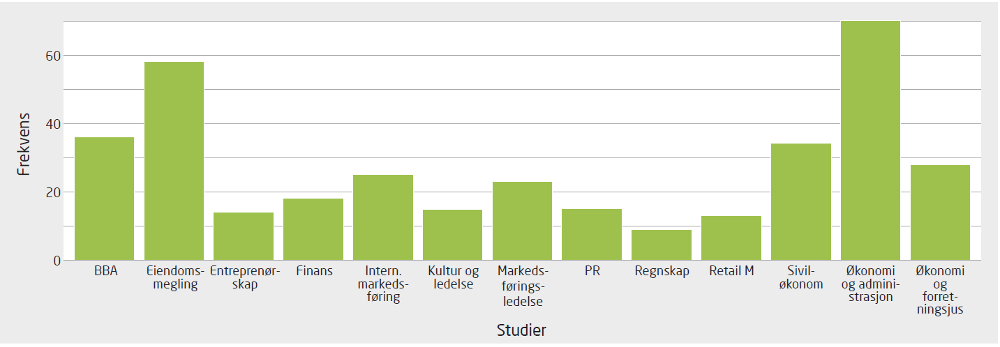 Frekvens
60
40
20
0
BBA
Eiendoms-
megling
Entreprenør-
skap
Finans
Intern.
markeds-
føring
Kultur og
ledelse
Markeds-
førings-
ledelse
PR
Regnskap
Retail M
Sivil-
økonom
Økonomi
og admini-
strasjon
Økonomi
og
forret-
ningsjus
Studier